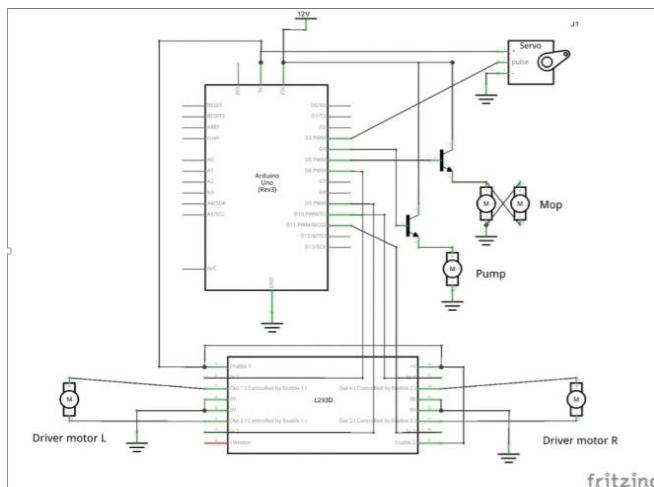 12V
J1
Servo
+
pulse
-
3V3
5V
VIN
RESET
RESET2
AREF
ioref
A0
A1
A2
A3
A4/SDA
A5/SCL
N/C
D0/RX
D1/TX
D2
D3 PWM
D4
D5 PWM
D6 PWM
D7
D8
D9 PWM
D10 PWM/SS
D11 PWM/MOSI
D12/MISO
D13/SCK
Arduino
Uno
(Rev3)
GND
M
M
Mop
M
Pump
Enable 1
Out 1 ( Controlled by Enable 1 )
0V
0V
Out 2 ( Controlled by Enable 1 )
+Vmotor
L293D
Out 4 ( Controlled by Enable 2 )
0V
0V
Out 3 ( Controlled by Enable 2 )
Enable 2
M
Driver motor L
M
Driver motor R
fritzing